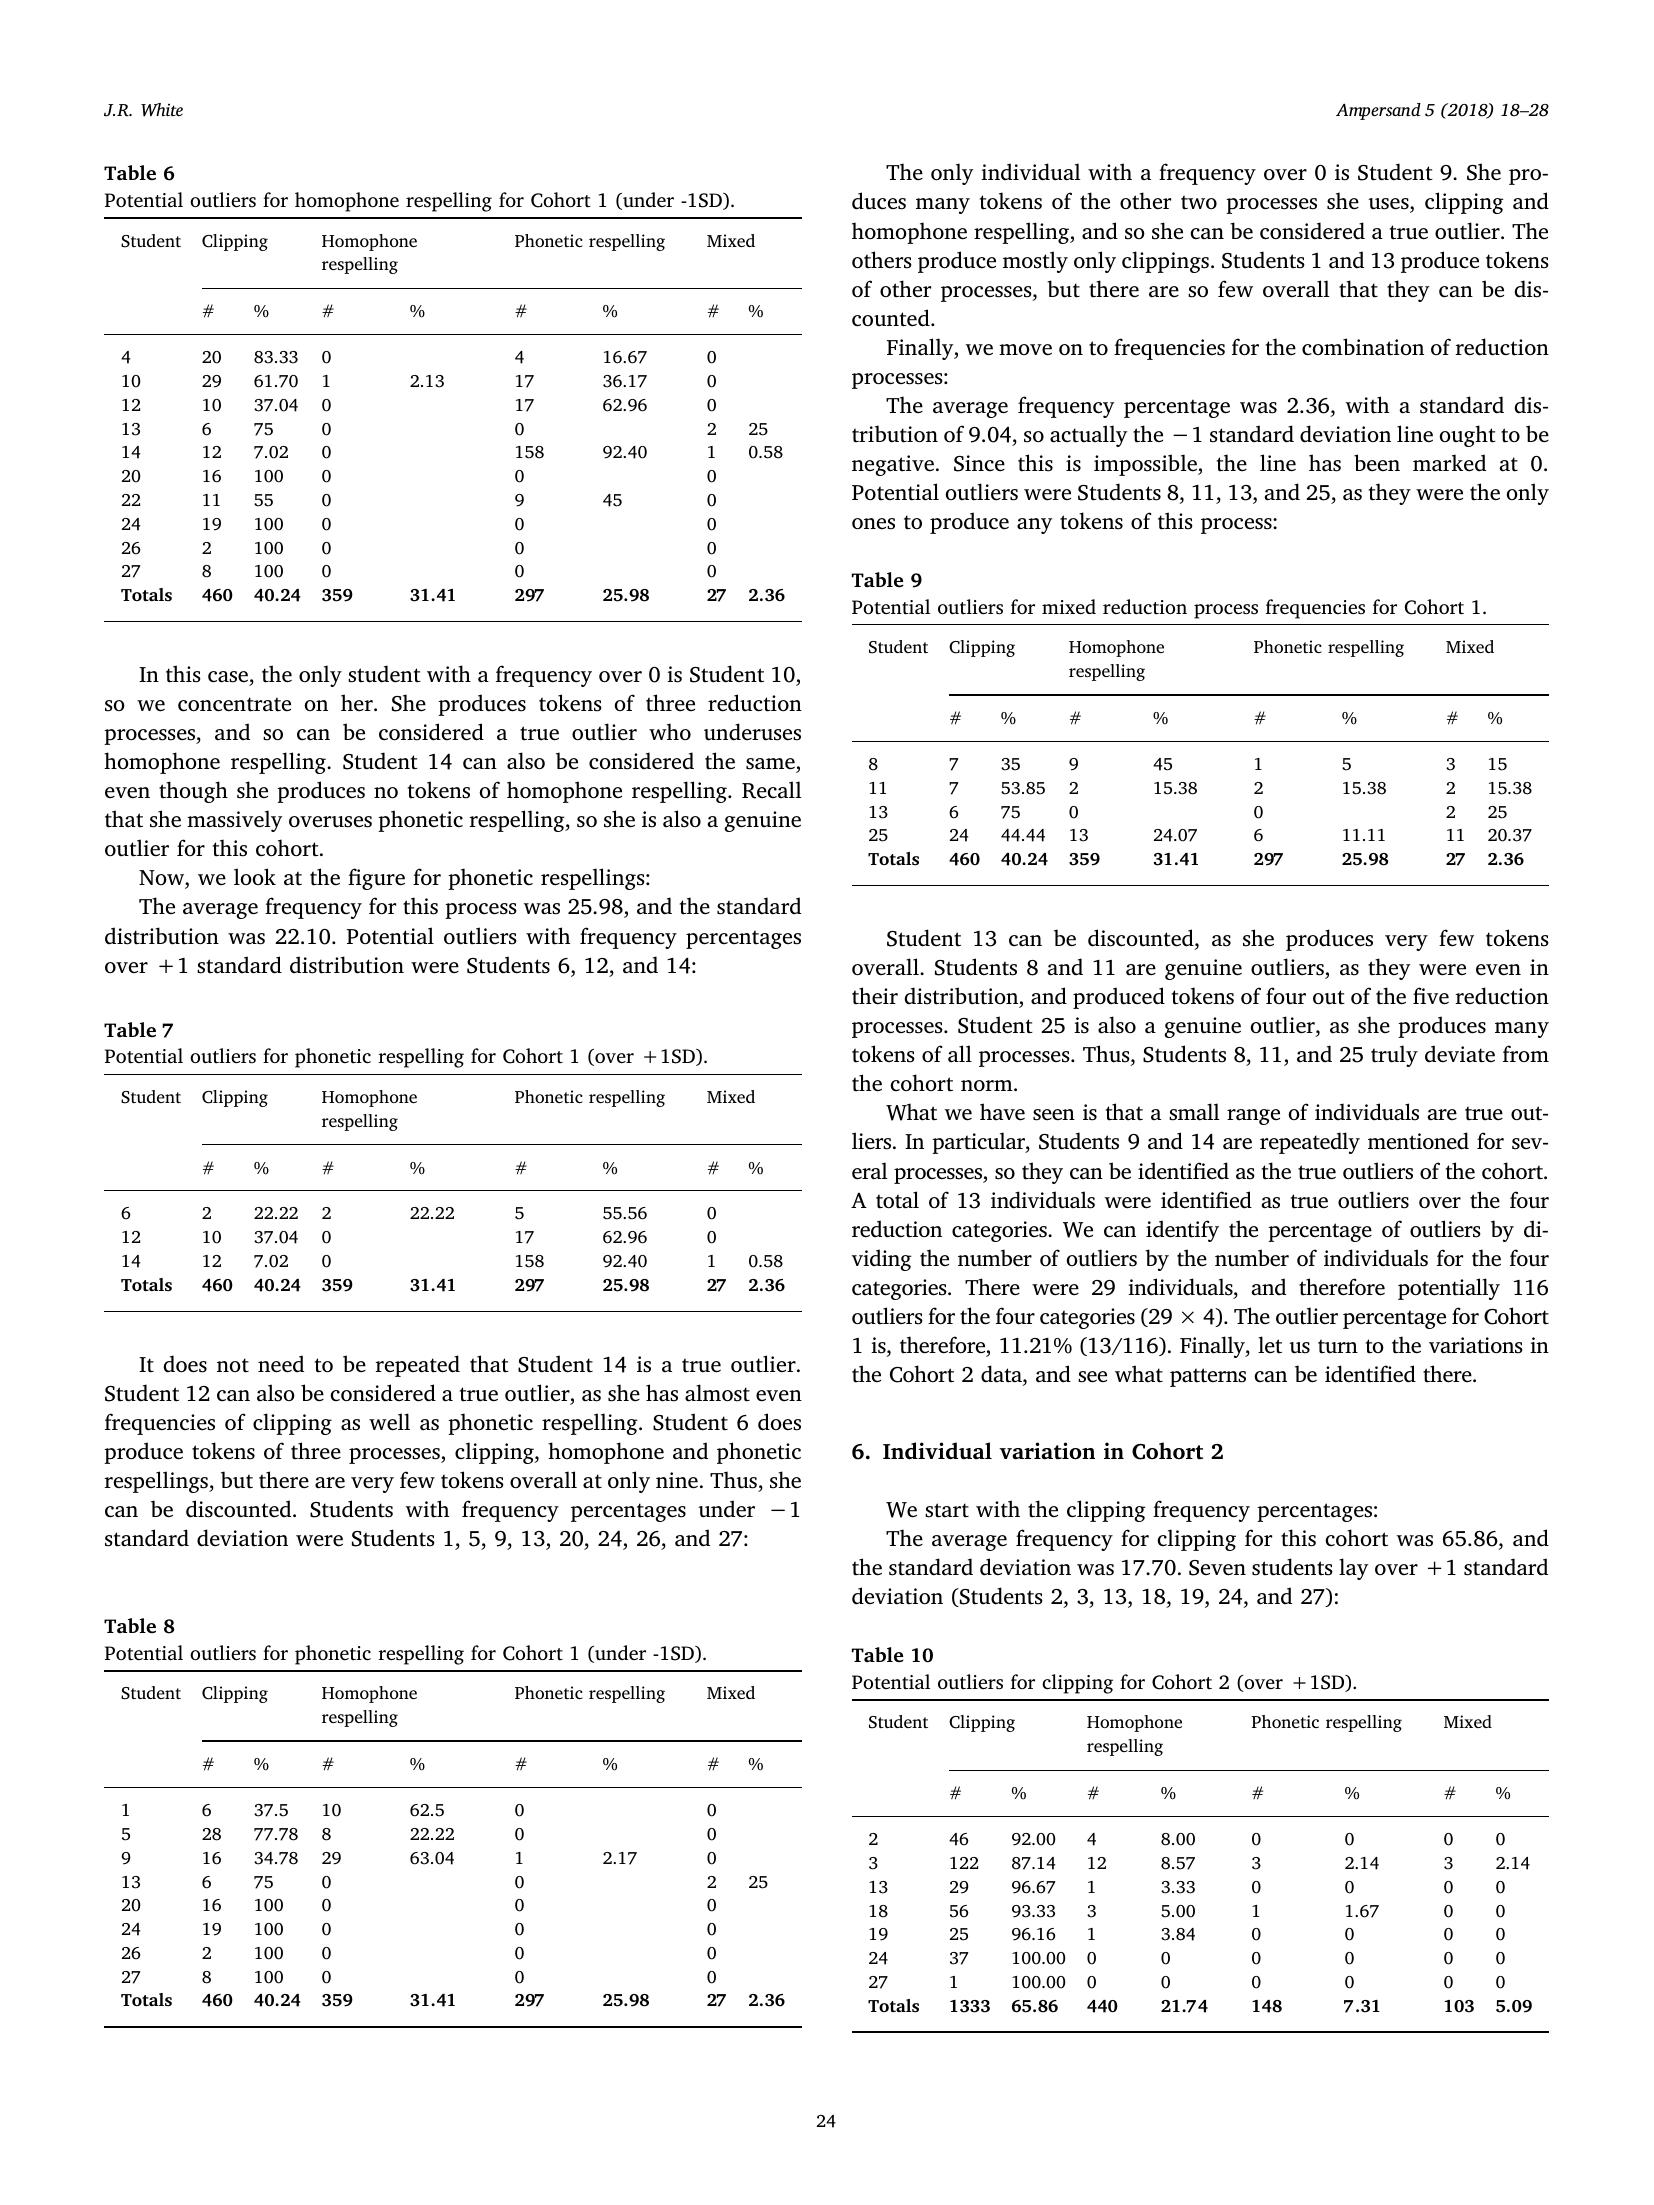 J.R. White
Ampersand 5 (2018) 18–28
Table 6
Potential outliers for homophone respelling for Cohort 1 (under -1SD).
Student Clipping Homophone respelling Phonetic respelling Mixed
# % # % # % # %
4 20 83.33 0 4 16.67 0
10 29 61.70 1 2.13 17 36.17 0
12 10 37.04 0 17 62.96 0
13 6 75 0 0 2 25
14 12 7.02 0 158 92.40 1 0.58
20 16 100 0 0 0
22 11 55 0 9 45 0
24 19 100 0 0 0
26 2 100 0 0 0
27 8 100 0 0 0
Totals 460 40.24 359 31.41 297 25.98 27 2.36
In this case, the only student with a frequency over 0 is Student 10,
so we concentrate on her. She produces tokens of three reduction
processes, and so can be considered a true outlier who underuses
homophone respelling. Student 14 can also be considered the same,
even though she produces no tokens of homophone respelling. Recall
that she massively overuses phonetic respelling, so she is also a genuine
outlier for this cohort.
Now, we look at the figure for phonetic respellings:
The average frequency for this process was 25.98, and the standard
distribution was 22.10. Potential outliers with frequency percentages
over +1 standard distribution were Students 6, 12, and 14:
Table 7
Potential outliers for phonetic respelling for Cohort 1 (over +1SD).
Student Clipping Homophone respelling Phonetic respelling Mixed
# % # % # % # %
6 2 22.22 2 22.22 5 55.56 0
12 10 37.04 0 17 62.96 0
14 12 7.02 0 158 92.40 1 0.58
Totals 460 40.24 359 31.41 297 25.98 27 2.36
It does not need to be repeated that Student 14 is a true outlier.
Student 12 can also be considered a true outlier, as she has almost even
frequencies of clipping as well as phonetic respelling. Student 6 does
produce tokens of three processes, clipping, homophone and phonetic
respellings, but there are very few tokens overall at only nine. Thus, she
can be discounted. Students with frequency percentages under −1
standard deviation were Students 1, 5, 9, 13, 20, 24, 26, and 27:
Table 8
Potential outliers for phonetic respelling for Cohort 1 (under -1SD).
Student Clipping Homophone respelling Phonetic respelling Mixed
# % # % # % # %
1 6 37.5 10 62.5 0 0
5 28 77.78 8 22.22 0 0
9 16 34.78 29 63.04 1 2.17 0
13 6 75 0 0 2 25
20 16 100 0 0 0
24 19 100 0 0 0
26 2 100 0 0 0
27 8 100 0 0 0
Totals 460 40.24 359 31.41 297 25.98 27 2.36
The only individual with a frequency over 0 is Student 9. She pro-
duces many tokens of the other two processes she uses, clipping and
homophone respelling, and so she can be considered a true outlier. The
others produce mostly only clippings. Students 1 and 13 produce tokens
of other processes, but there are so few overall that they can be dis-
counted.
Finally, we move on to frequencies for the combination of reduction
processes:
The average frequency percentage was 2.36, with a standard dis-
tribution of 9.04, so actually the −1 standard deviation line ought to be
negative. Since this is impossible, the line has been marked at 0.
Potential outliers were Students 8, 11, 13, and 25, as they were the only
ones to produce any tokens of this process:
Table 9
Potential outliers for mixed reduction process frequencies for Cohort 1.
Student Clipping Homophone respelling Phonetic respelling Mixed
# % # % # % # %
8 7 35 9 45 1 5 3 15
11 7 53.85 2 15.38 2 15.38 2 15.38
13 6 75 0 0 2 25
25 24 44.44 13 24.07 6 11.11 11 20.37
Totals 460 40.24 359 31.41 297 25.98 27 2.36
Student 13 can be discounted, as she produces very few tokens
overall. Students 8 and 11 are genuine outliers, as they were even in
their distribution, and produced tokens of four out of the five reduction
processes. Student 25 is also a genuine outlier, as she produces many
tokens of all processes. Thus, Students 8, 11, and 25 truly deviate from
the cohort norm.
What we have seen is that a small range of individuals are true out-
liers. In particular, Students 9 and 14 are repeatedly mentioned for sev-
eral processes, so they can be identified as the true outliers of the cohort.
A total of 13 individuals were identified as true outliers over the four
reduction categories. We can identify the percentage of outliers by di-
viding the number of outliers by the number of individuals for the four
categories. There were 29 individuals, and therefore potentially 116
outliers for the four categories (29 × 4). The outlier percentage for Cohort
1 is, therefore, 11.21% (13/116). Finally, let us turn to the variations in
the Cohort 2 data, and see what patterns can be identified there.
6. Individual variation in Cohort 2
We start with the clipping frequency percentages:
The average frequency for clipping for this cohort was 65.86, and
the standard deviation was 17.70. Seven students lay over +1 standard
deviation (Students 2, 3, 13, 18, 19, 24, and 27):
Table 10
Potential outliers for clipping for Cohort 2 (over +1SD).
Student Clipping Homophone respelling Phonetic respelling Mixed
# % # % # % # %
2 46 92.00 4 8.00 0 0 0 0
3 122 87.14 12 8.57 3 2.14 3 2.14
13 29 96.67 1 3.33 0 0 0 0
18 56 93.33 3 5.00 1 1.67 0 0
19 25 96.16 1 3.84 0 0 0 0
24 37 100.00 0 0 0 0 0 0
27 1 100.00 0 0 0 0 0 0
Totals 1333 65.86 440 21.74 148 7.31 103 5.09
24